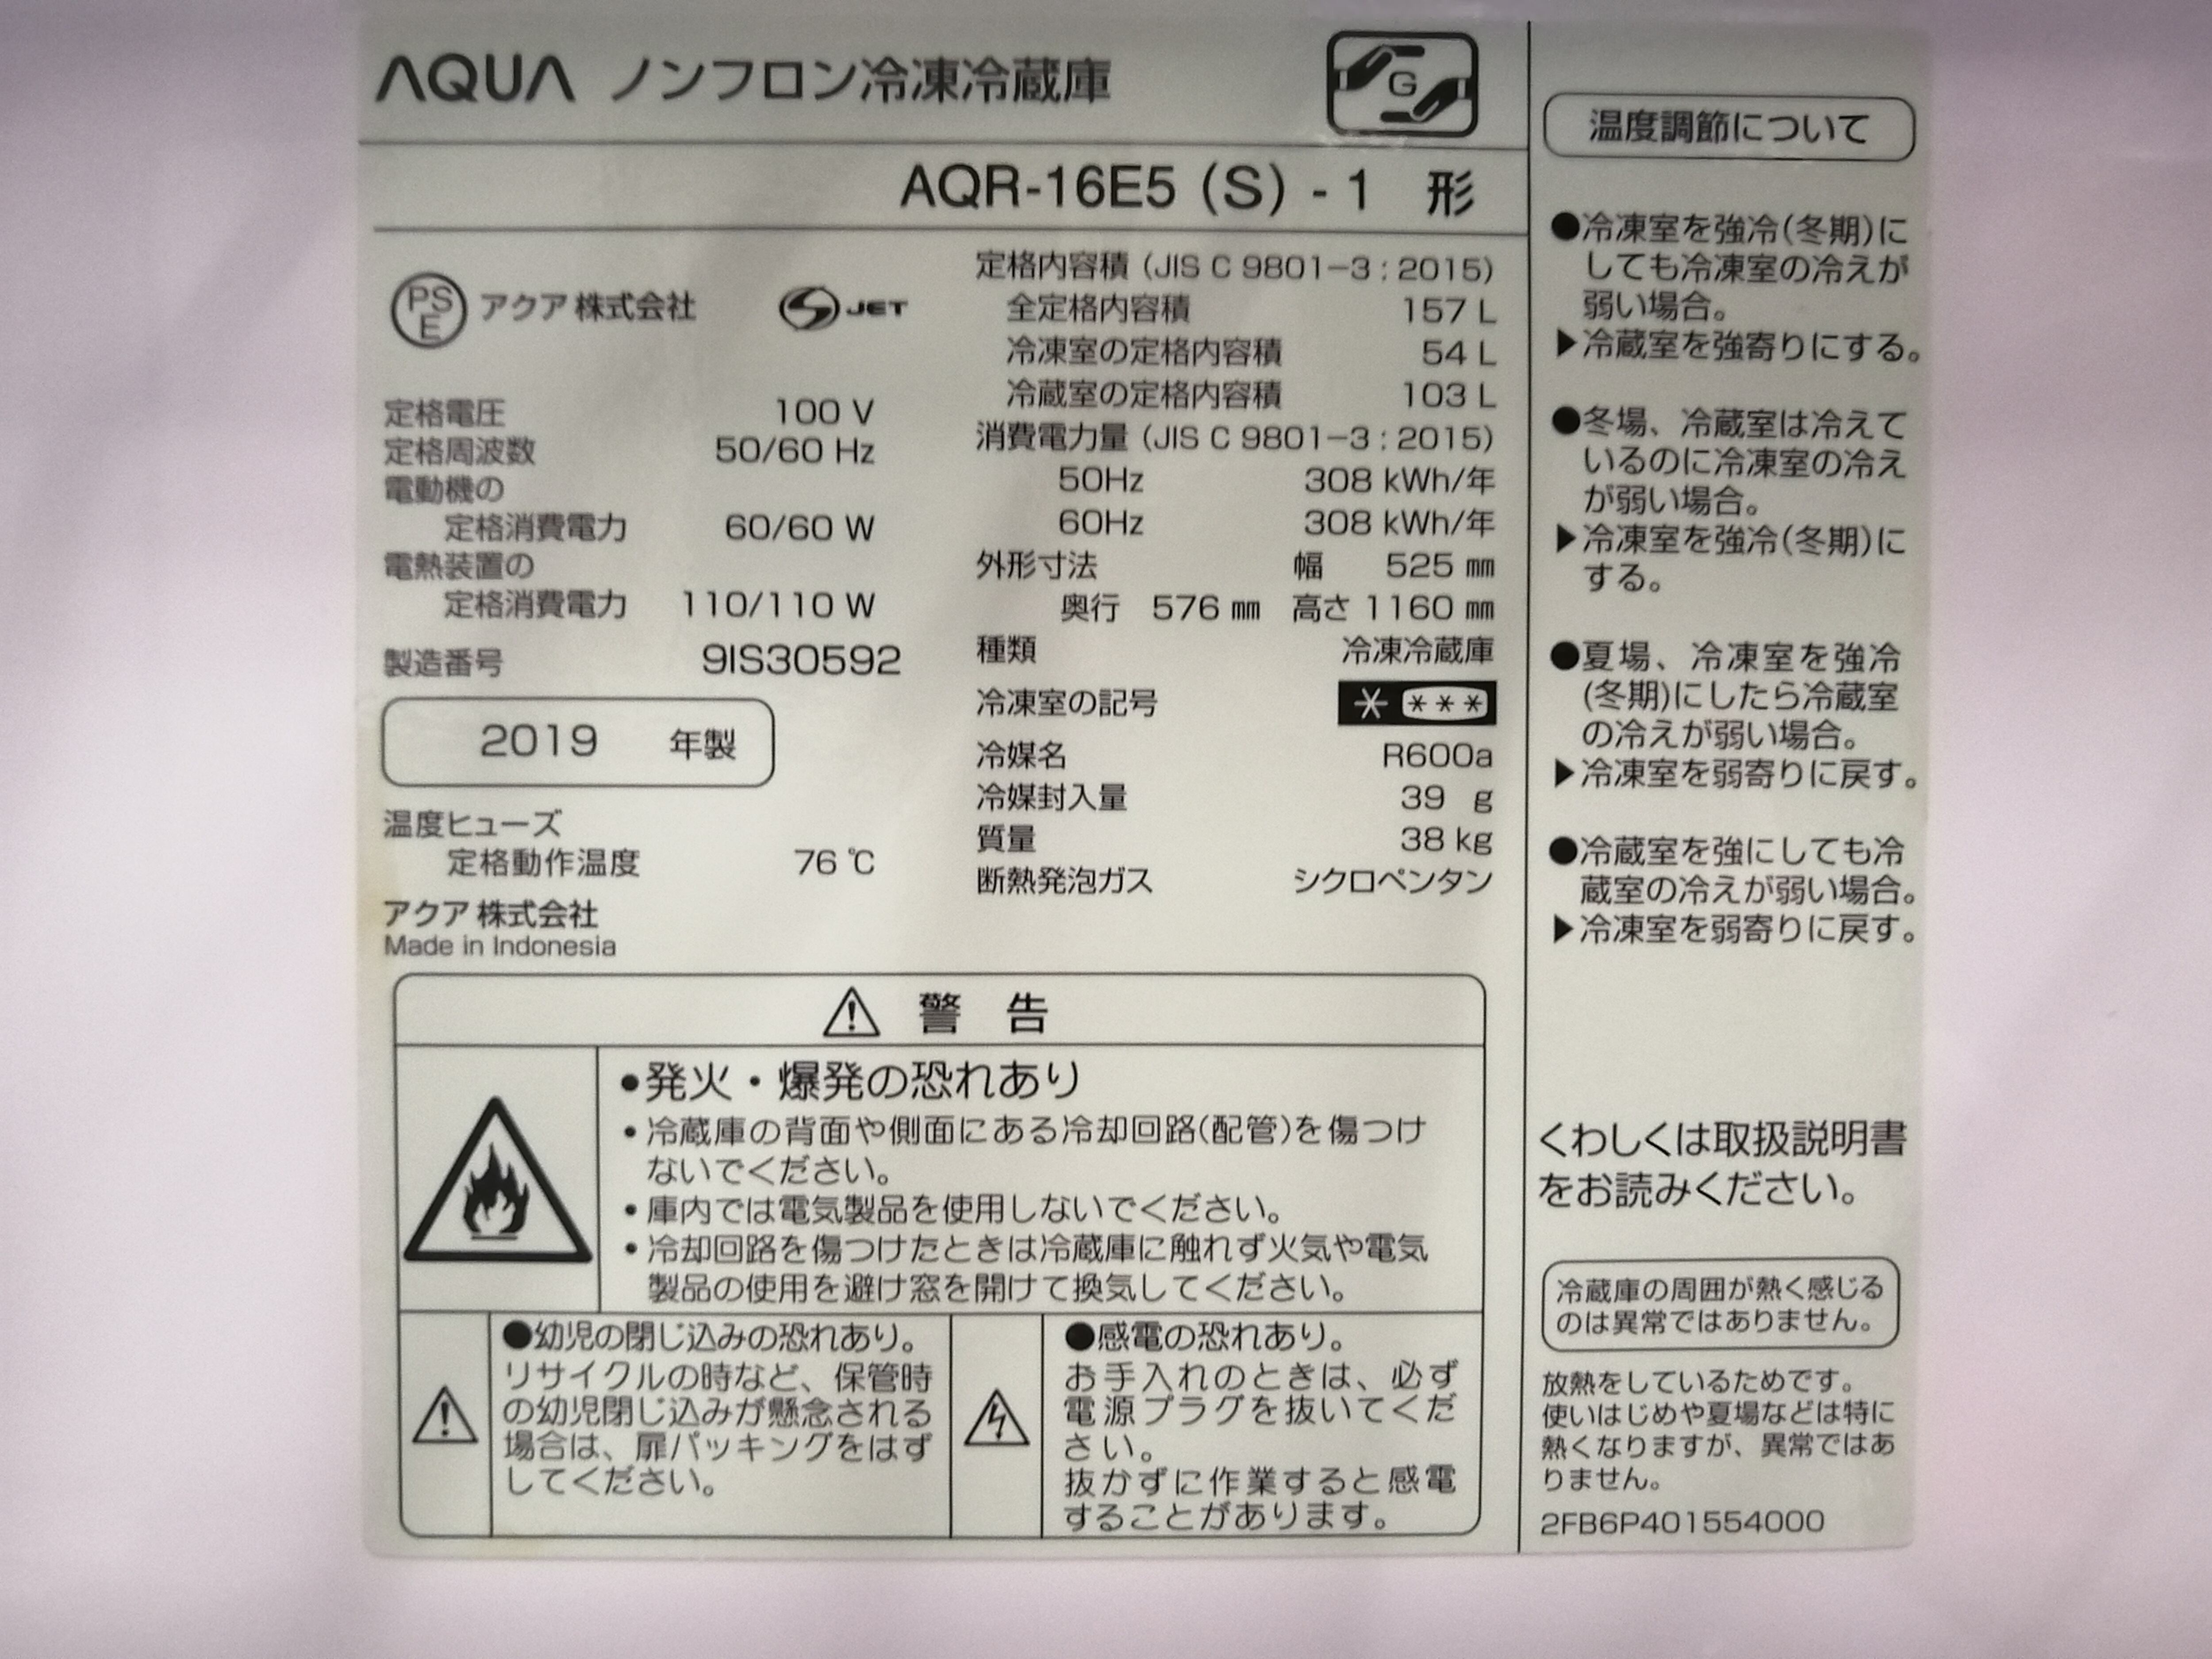 AQUA ノンフロン冷凍冷蔵庫
G
AQR-16E5 (S) - 1 形
PS
E
アクア株式会社
JET
定格電圧 100 V
定格周波数 50/60 Hz
電動機の
定格消費電力 60/60 W
電熱装置の
定格消費電力 110/110 W
製造番号 9IS30592
2019 年製
温度ヒューズ
定格動作温度 76 ℃
アクア株式会社
Made in Indonesia
定格内容積 (JIS C 9801-3 : 2015)
全定格内容積 157 L
冷凍室の定格内容積 54 L
冷蔵室の定格内容積 103 L
消費電力量 (JIS C 9801-3 : 2015)
50Hz 308 kWh/年
60Hz 308 kWh/年
外形寸法 幅 525 ㎜
奥行 576 ㎜ 高さ 1160 ㎜
種類 冷凍冷蔵庫
冷凍室の記号 * ***
冷媒名 R600a
冷媒封入量 39 g
質量 38 kg
断熱発泡ガス シクロペンタン
警 告
•発火・爆発の恐れあり
•冷蔵庫の背面や側面にある冷却回路(配管)を傷つけ
ないでください。
•庫内では電気製品を使用しないでください。
•冷却回路を傷つけたときは冷蔵庫に触れず火気や電気
製品の使用を避け窓を開けて換気してください。
●幼児の閉じ込みの恐れあり。
リサイクルの時など、保管時
の幼児閉じ込みが懸念される
場合は、扉パッキングをはず
してください。
●感電の恐れあり。
お手入れのときは、必ず
電源プラグを抜いてくだ
さい。
抜かずに作業すると感電
することがあります。
温度調節について
●冷凍室を強冷(冬期)に
しても冷凍室の冷えが
弱い場合。
▶冷蔵室を強寄りにする。
●冬場、冷蔵室は冷えて
いるのに冷凍室の冷え
が弱い場合。
▶冷凍室を強冷(冬期)に
する。
●夏場、冷凍室を強冷
(冬期)にしたら冷蔵室
の冷えが弱い場合。
▶冷凍室を弱寄りに戻す。
●冷蔵室を強にしても冷
蔵室の冷えが弱い場合。
▶冷凍室を弱寄りに戻す。
くわしくは取扱説明書
をお読みください。
冷蔵庫の周囲が熱く感じる
のは異常ではありません。
放熱をしているためです。
使いはじめや夏場などは特に
熱くなりますが、異常ではあ
りません。
2FB6P401554000